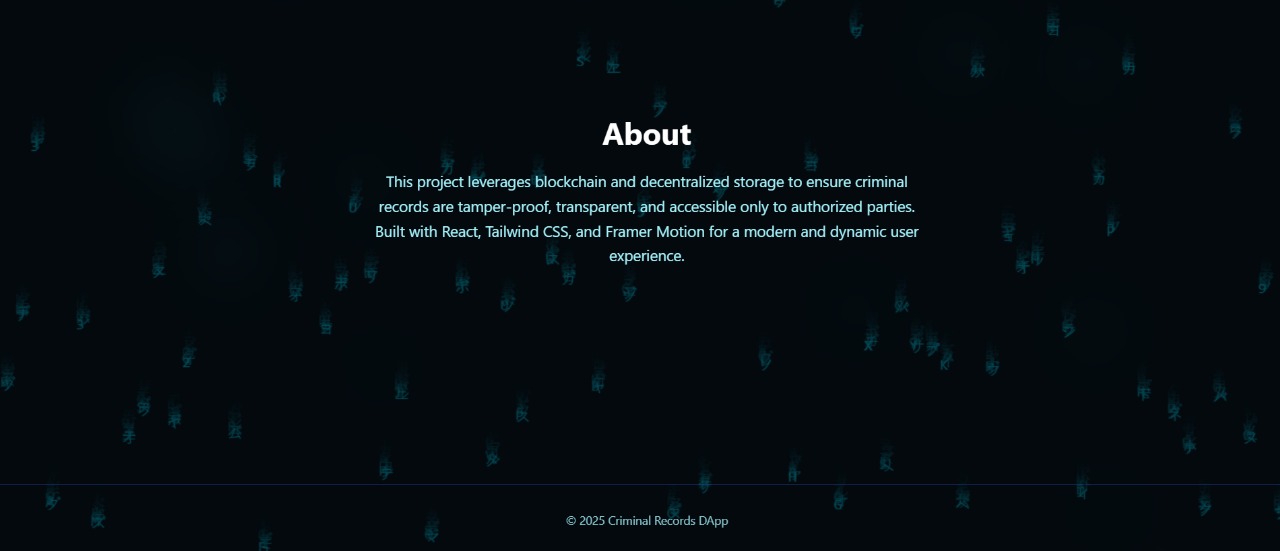 About
This project leverages blockchain and decentralized storage to ensure criminal
records are tamper-proof, transparent, and accessible only to authorized parties.
Built with React, Tailwind CSS, and Framer Motion for a modern and dynamic user
experience.
© 2025 Criminal Records DApp